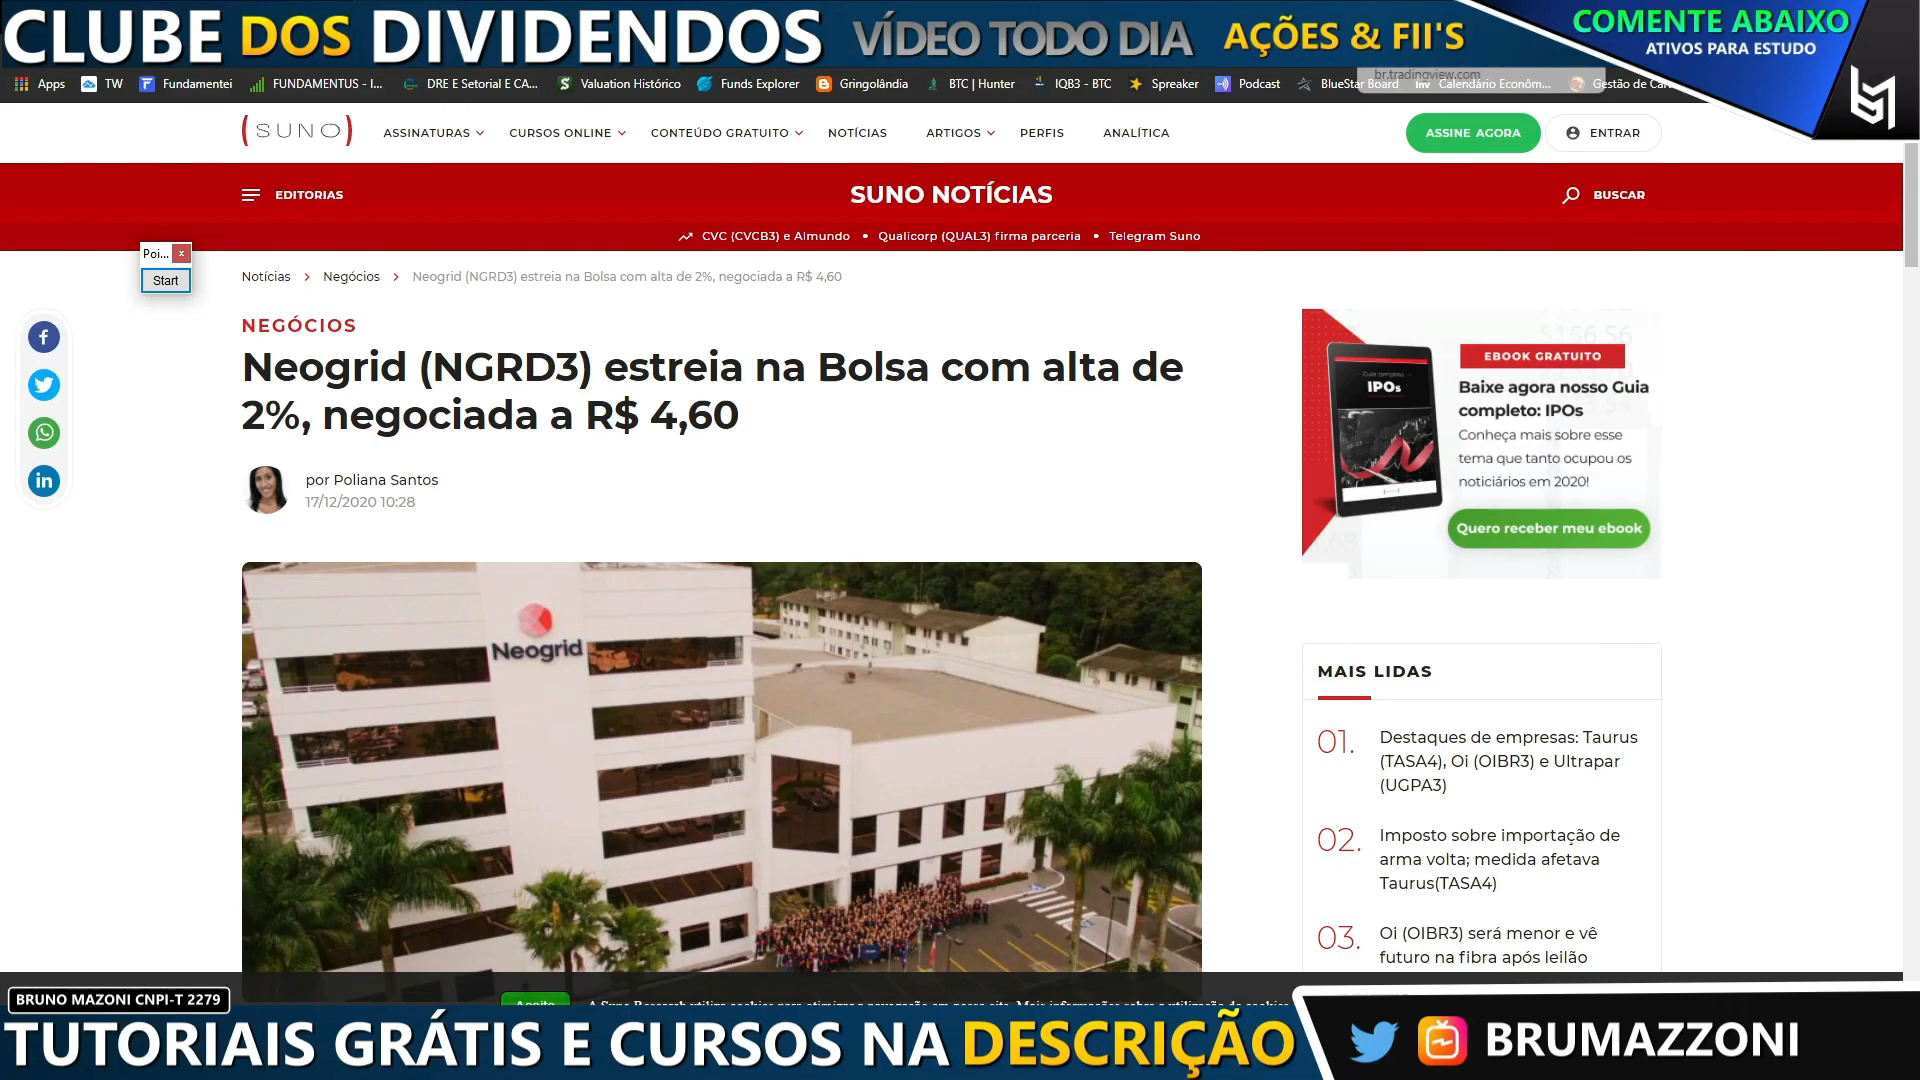 CLUBE DOS DIVIDENDOS VÍDEO TODO DIA AÇÕES & FII'S
COMENTE ABAIXO
ATIVOS PARA ESTUDO
br.tradingview.com
Apps TW Fundamentei FUNDAMENTUS - I... DRE E Setorial E CA... Valuation Histórico Funds Explorer Gringolândia BTC | Hunter IQB3 - BTC Spreaker Podcast BlueStar Board Calendário Econôm... Gestão de
(SUNO) ASSINATURAS CURSOS ONLINE CONTEÚDO GRATUITO NOTÍCIAS ARTIGOS PERFIS ANALÍTICA ASSINE AGORA ENTRAR
EDITORIAS SUNO NOTÍCIAS BUSCAR
CVC (CVCB3) e Almundo • Qualicorp (QUAL3) firma parceria • Telegram Suno
Poi... x
Start
Notícias > Negócios > Neogrid (NGRD3) estreia na Bolsa com alta de 2%, negociada a R$ 4,60
NEGÓCIOS
Neogrid (NGRD3) estreia na Bolsa com alta de
2%, negociada a R$ 4,60
por Poliana Santos
17/12/2020 10:28
Neogrid
IPOs
EBOOK GRATUITO
Baixe agora nosso Guia
completo: IPOs
Conheça mais sobre esse
tema que tanto ocupou os
noticiários em 2020!
Quero receber meu ebook
MAIS LIDAS
01. Destaques de empresas: Taurus
(TASA4), Oi (OIBR3) e Ultrapar
(UGPA3)
02. Imposto sobre importação de
arma volta; medida afetava
Taurus(TASA4)
03. Oi (OIBR3) será menor e vê
futuro na fibra após leilão
BRUNO MAZONI CNPI-T 2279
TUTORIAIS GRÁTIS E CURSOS NA DESCRIÇÃO
BRUMAZZONI